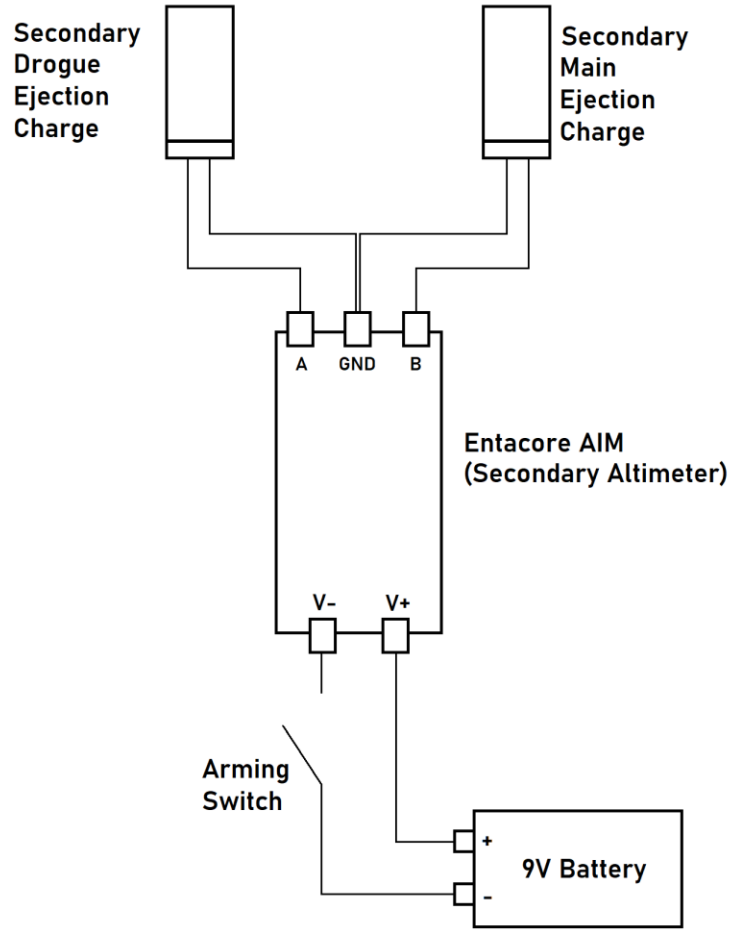 Secondary
Drogue
Ejection
Charge
Secondary
Main
Ejection
Charge
A
GND
B
Entacore AIM
(Secondary Altimeter)
V-
V+
Arming
Switch
+
9V Battery
-